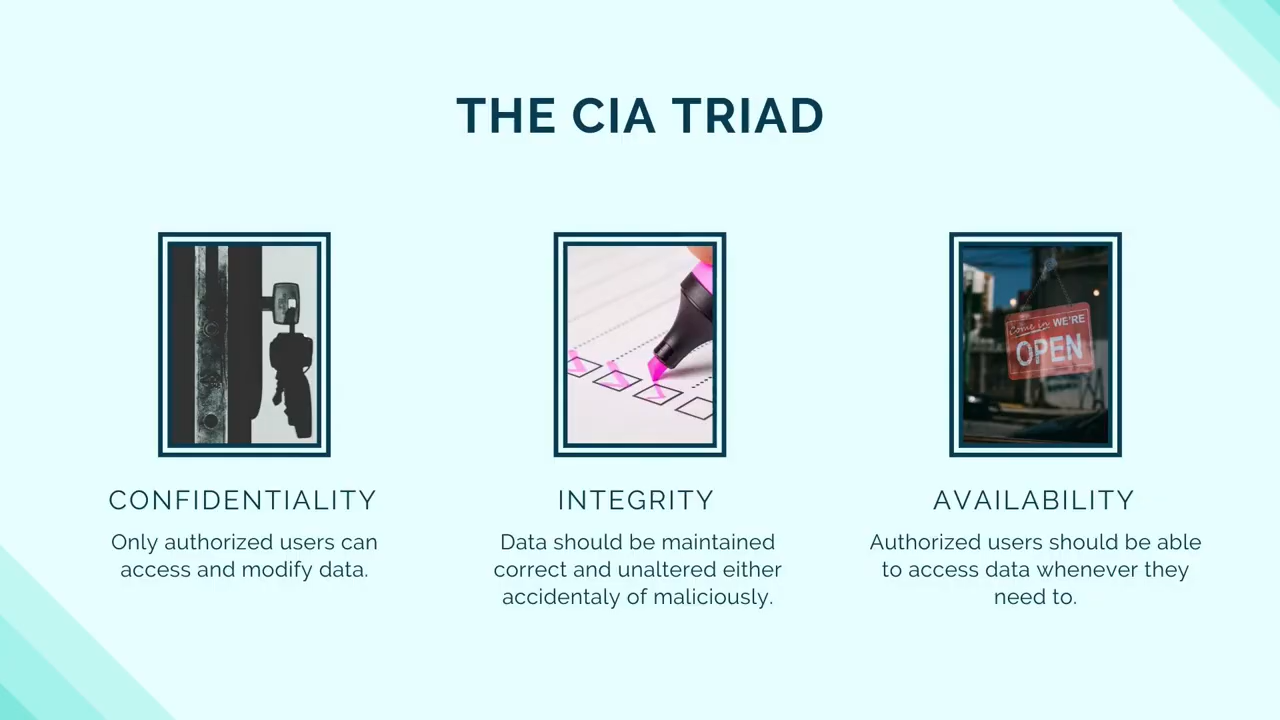 THE CIA TRIAD
Come in WE'RE
OPEN
CONFIDENTIALITY
Only authorized users can
access and modify data.
INTEGRITY
Data should be maintained
correct and unaltered either
accidentaly of maliciously.
AVAILABILITY
Authorized users should be able
to access data whenever they
need to.